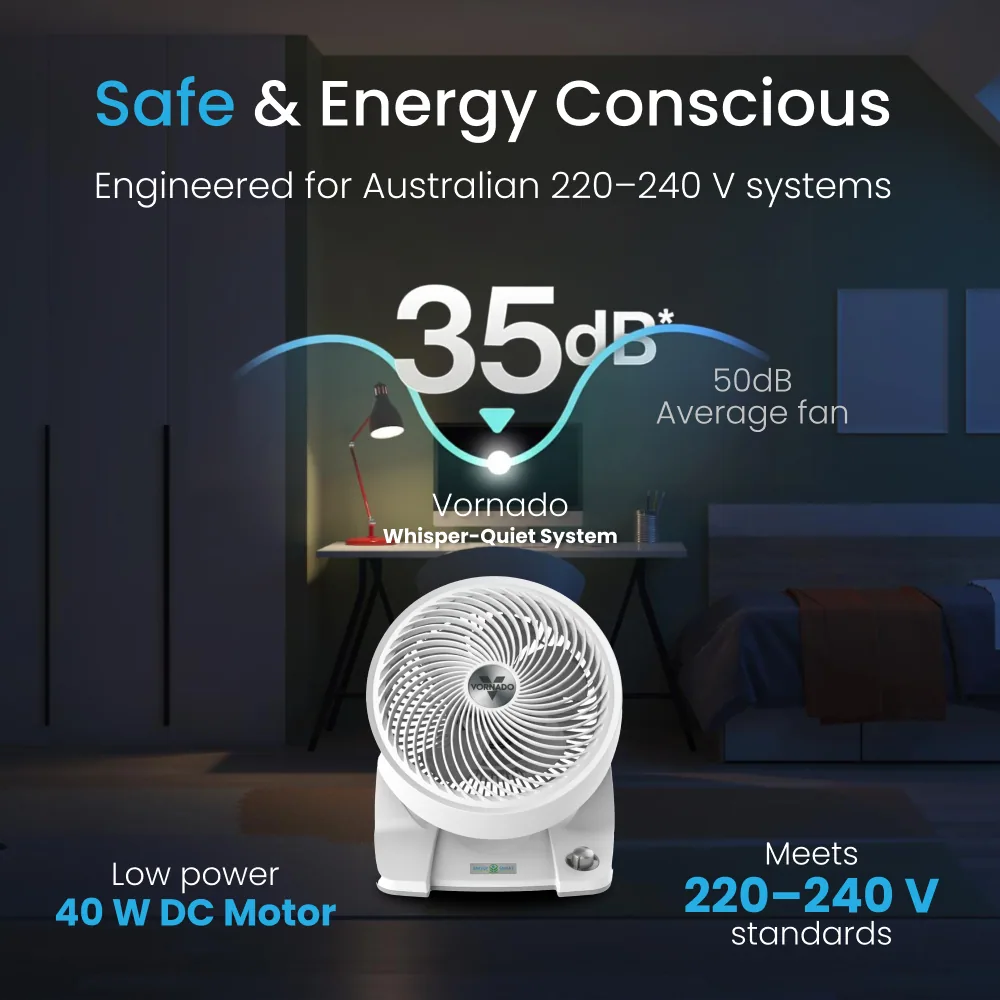 Safe & Energy Conscious
Engineered for Australian 220–240 V systems
35dB*
50dB
Average fan
Vornado
Whisper-Quiet System
VORNADO
Low power
40 W DC Motor
Meets
220–240 V
standards